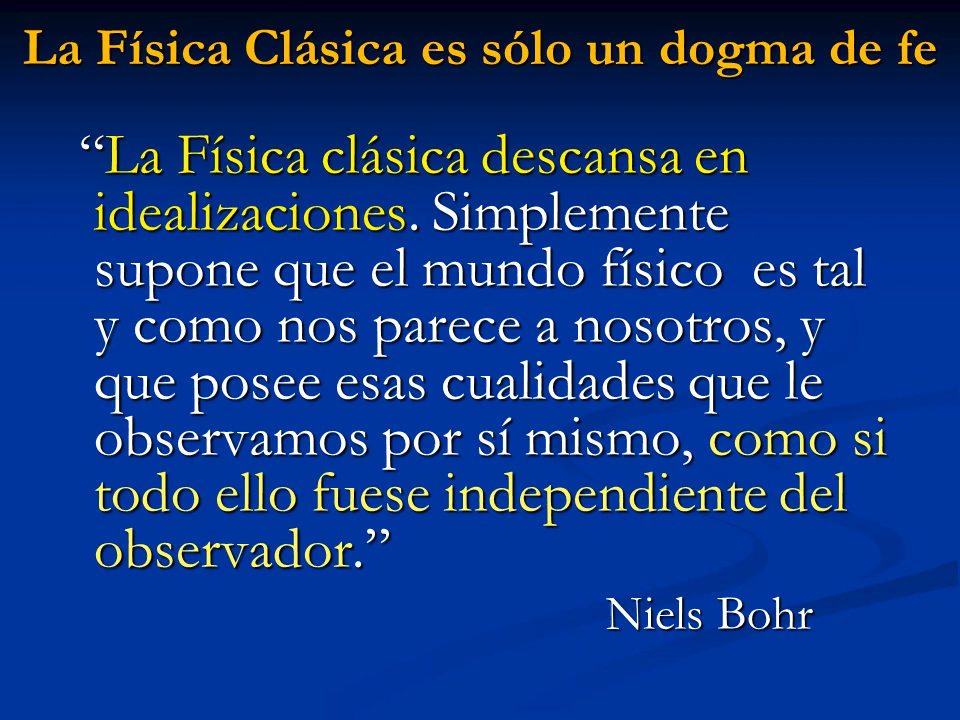 La Física Clásica es sólo un dogma de fe
“La Física clásica descansa en
idealizaciones. Simplemente
supone que el mundo físico  es tal
y como nos parece a nosotros, y
que posee esas cualidades que le
observamos por sí mismo, como si
todo ello fuese independiente del
observador.”
Niels Bohr